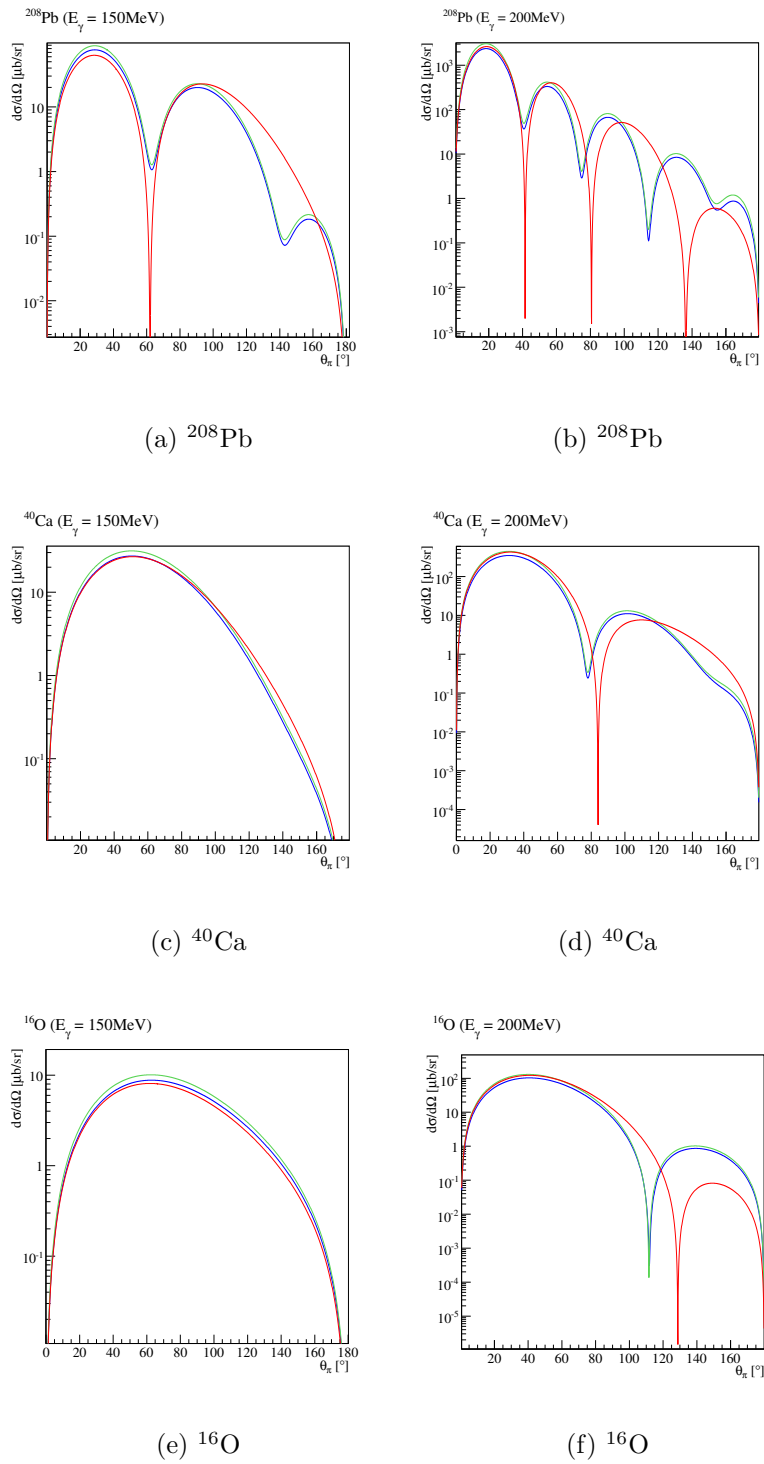 ²⁰⁸Pb (E_γ = 150MeV)
dσ/dΩ [μb/sr]
10
1
10⁻¹
10⁻²
20 40 60 80 100 120 140 160 180
θ_π [°]
(a) ²⁰⁸Pb
²⁰⁸Pb (E_γ = 200MeV)
dσ/dΩ [μb/sr]
10³
10²
10
1
10⁻¹
10⁻²
10⁻³
20 40 60 80 100 120 140 160
θ_π [°]
(b) ²⁰⁸Pb
⁴⁰Ca (E_γ = 150MeV)
dσ/dΩ [μb/sr]
10
1
10⁻¹
20 40 60 80 100 120 140 160
θ_π [°]
(c) ⁴⁰Ca
⁴⁰Ca (E_γ = 200MeV)
dσ/dΩ [μb/sr]
10²
10
1
10⁻¹
10⁻²
10⁻³
10⁻⁴
0 20 40 60 80 100 120 140 160
θ_π [°]
(d) ⁴⁰Ca
¹⁶O (E_γ = 150MeV)
dσ/dΩ [μb/sr]
10
1
10⁻¹
0 20 40 60 80 100 120 140 160 180
θ_π [°]
(e) ¹⁶O
¹⁶O (E_γ = 200MeV)
dσ/dΩ [μb/sr]
10²
10
1
10⁻¹
10⁻²
10⁻³
10⁻⁴
10⁻⁵
20 40 60 80 100 120 140 160
θ_π [°]
(f) ¹⁶O